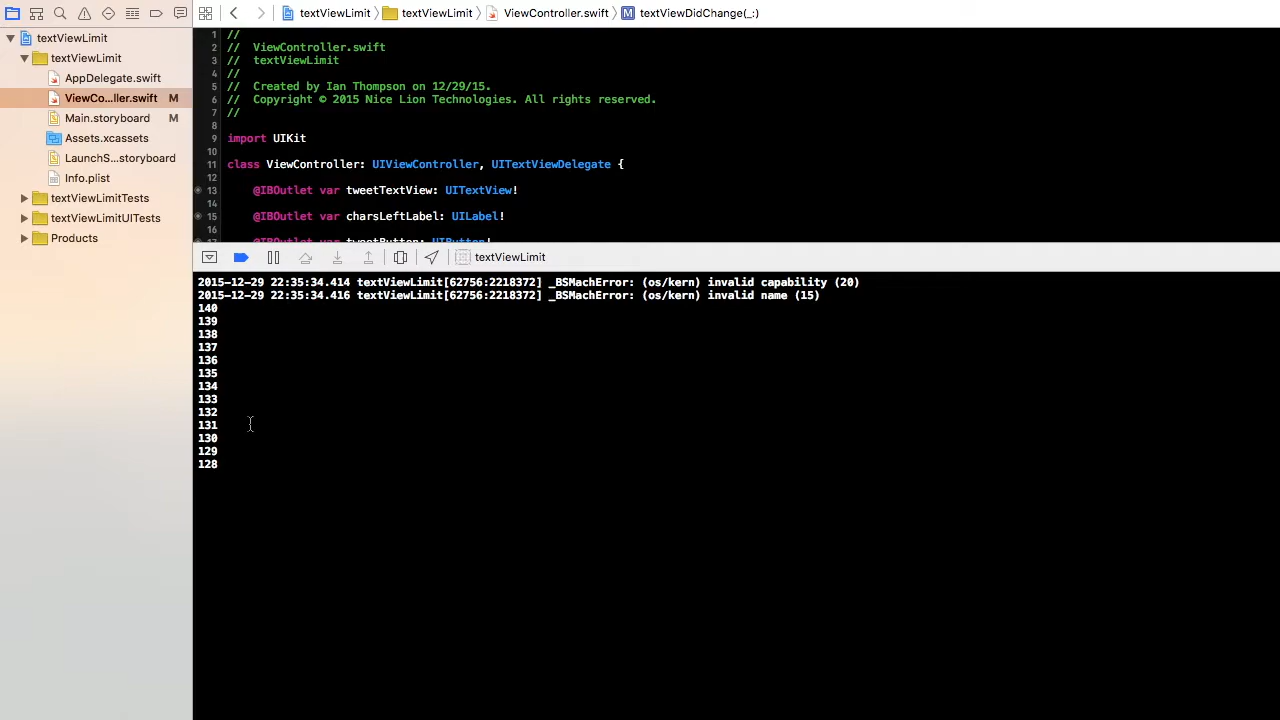 textViewLimit
textViewLimit
ViewController.swift
textViewDidChange(_:)
textViewLimit
textViewLimit
AppDelegate.swift
ViewCo...ller.swift M
Main.storyboard M
Assets.xcassets
LaunchS...storyboard
Info.plist
textViewLimitTests
textViewLimitUITests
Products
1 //
2 // ViewController.swift
3 // textViewLimit
4 //
5 // Created by Ian Thompson on 12/29/15.
6 // Copyright © 2015 Nice Lion Technologies. All rights reserved.
7 //
8
9 import UIKit
10
11 class ViewController: UIViewController, UITextViewDelegate {
12
13 @IBOutlet var tweetTextView: UITextView!
14
15 @IBOutlet var charsLeftLabel: UILabel!
16
17 @IBOutlet var tweetButton: UIButton!
textViewLimit
2015-12-29 22:35:34.414 textViewLimit[62756:2218372] _BSMachError: (os/kern) invalid capability (20)
2015-12-29 22:35:34.416 textViewLimit[62756:2218372] _BSMachError: (os/kern) invalid name (15)
140
139
138
137
136
135
134
133
132
131
130
129
128